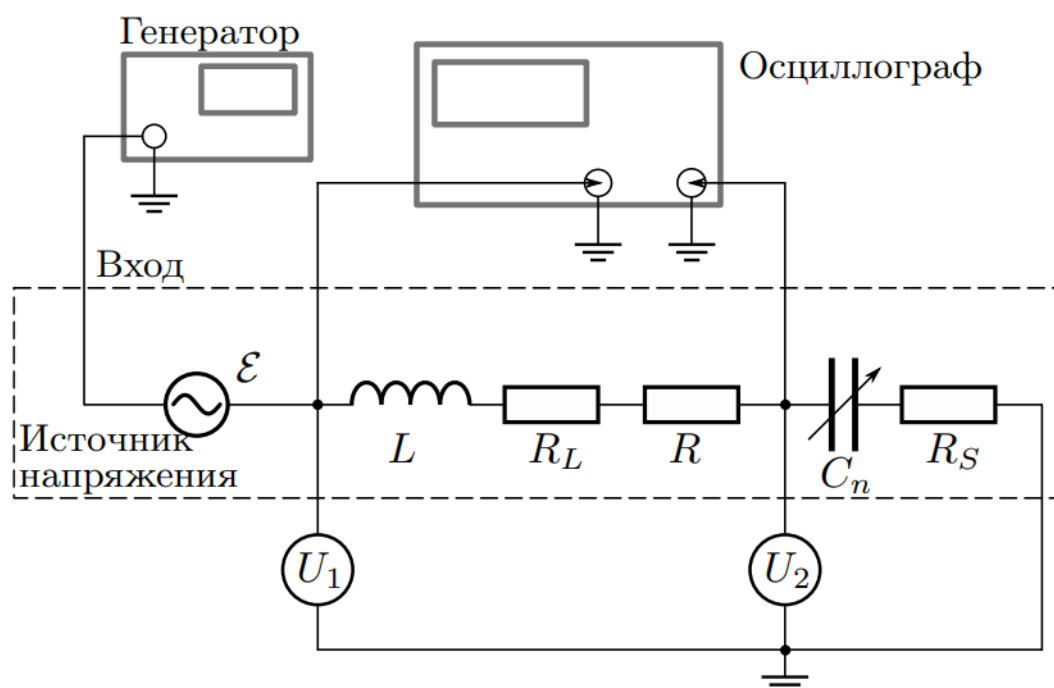 Генератор
Осциллограф
Вход
ℰ
Источник
напряжения
L
R_L
R
C_n
R_S
U_1
U_2